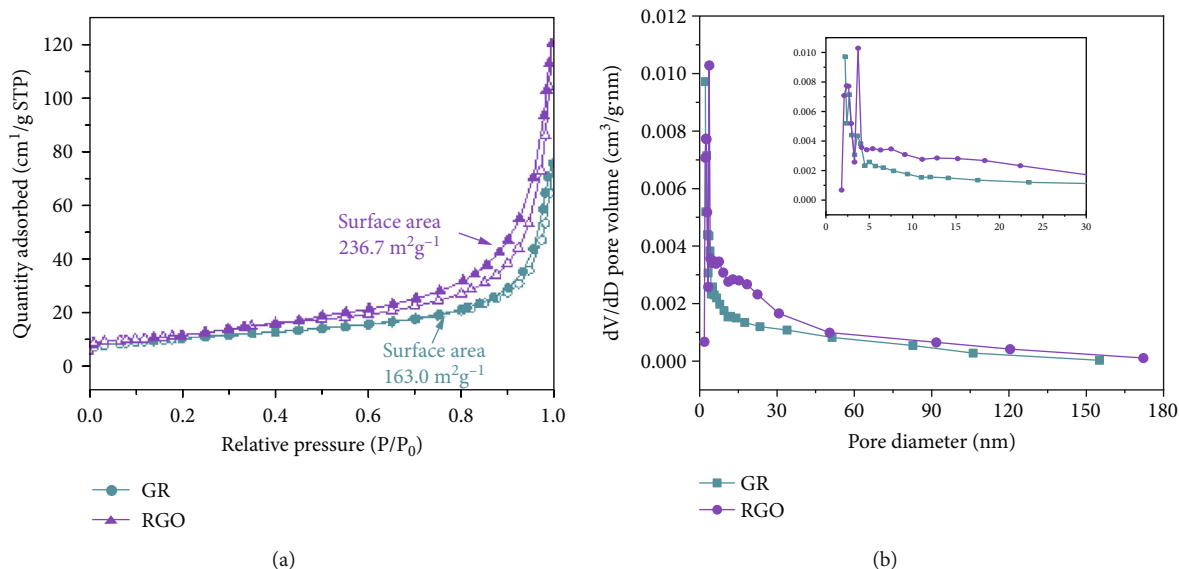 Quantity adsorbed (cm¹/g STP)
120
100
80
60
40
20
0
Surface area
236.7 m²g⁻¹
Surface area
163.0 m²g⁻¹
0.0 0.2 0.4 0.6 0.8 1.0
Relative pressure (P/P₀)
GR
RGO
(a)
dV/dD pore volume (cm³/g·nm)
0.012
0.010
0.008
0.006
0.004
0.002
0.000
0.010
0.008
0.006
0.004
0.002
0.000
0 5 10 15 20 25 30
0 30 60 90 120 150 180
Pore diameter (nm)
GR
RGO
(b)